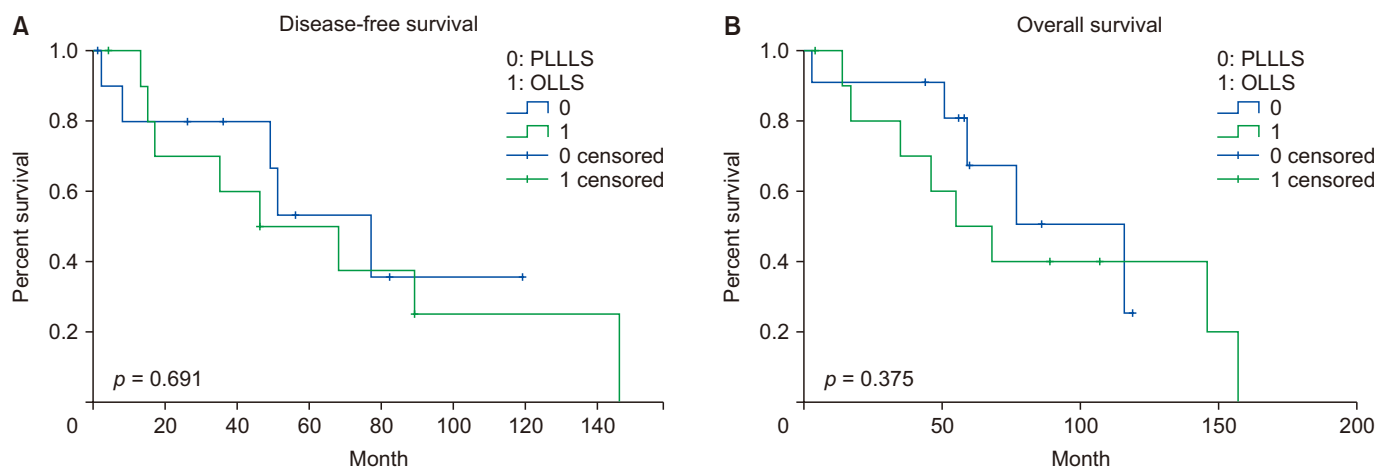 A
Disease-free survival
1.0
0.8
0.6
0.4
0.2
Percent survival
0: PLLLS
1: OLLS
0
1
0 censored
1 censored
p = 0.691
0 20 40 60 80 100 120 140
Month
B
Overall survival
1.0
0.8
0.6
0.4
0.2
Percent survival
0: PLLLS
1: OLLS
0
1
0 censored
1 censored
p = 0.375
0 50 100 150 200
Month